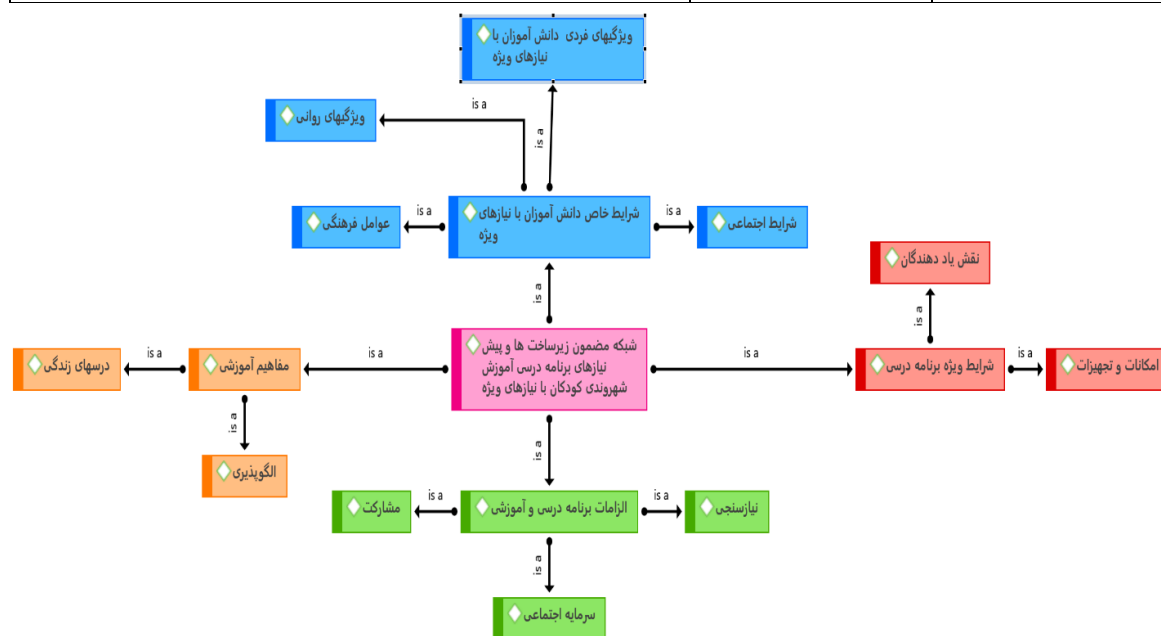 ویژگیهای فردی دانش آموزان با
نیازهای ویژه
is a
ویژگیهای روانی
is a
شرایط خاص دانش آموزان با نیازهای
ویژه
is a
عوامل فرهنگی
is a
شرایط اجتماعی
is a
نقش یاد دهندگان
is a
شبکه مضمون زیرساخت ها و پیش
نیازهای برنامه درسی آموزش
شهروندی کودکان با نیازهای ویژه
is a
شرایط ویژه برنامه درسی
is a
امکانات و تجهیزات
is a
مفاهیم آموزشی
is a
درسهای زندگی
is a
الگوپذیری
is a
الزامات برنامه درسی و آموزشی
is a
نیازسنجی
is a
مشارکت
is a
سرمایه اجتماعی